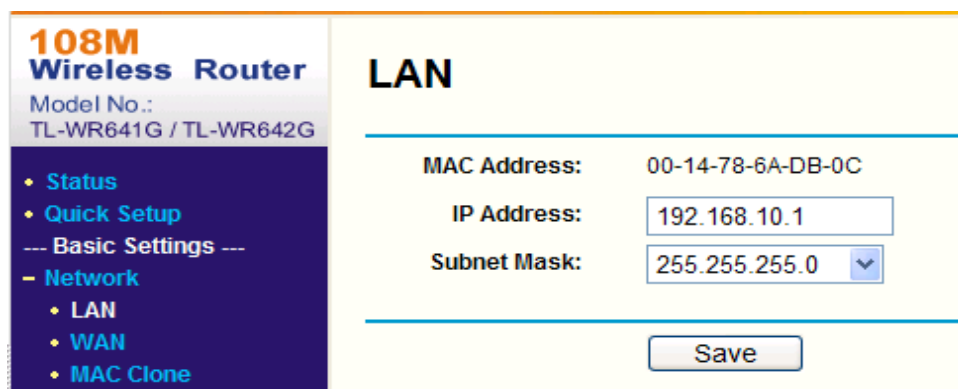 108M
Wireless Router
Model No.:
TL-WR641G / TL-WR642G
• Status
• Quick Setup
--- Basic Settings ---
– Network
• LAN
• WAN
• MAC Clone
LAN
MAC Address: 00-14-78-6A-DB-0C
IP Address: 192.168.10.1
Subnet Mask: 255.255.255.0
Save